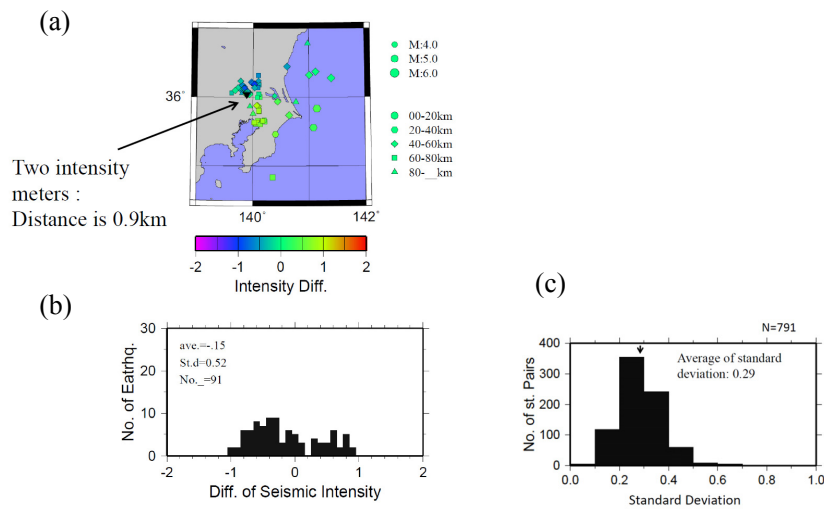 (a)
M:4.0
M:5.0
M:6.0
36˚
00-20km
20-40km
40-60km
60-80km
80-__km
Two intensity
meters :
Distance is 0.9km
140˚
142˚
-2 -1 0 1 2
Intensity Diff.
(b)
(c)
N=791
30
20
10
0
No. of Eatrhq.
ave.=-.15
St.d=0.52
No._=91
-2 -1 0 1 2
Diff. of Seismic Intensity
400
300
200
100
0
No. of st. Pairs
Average of standard
deviation: 0.29
0.0 0.2 0.4 0.6 0.8 1.0
Standard Deviation